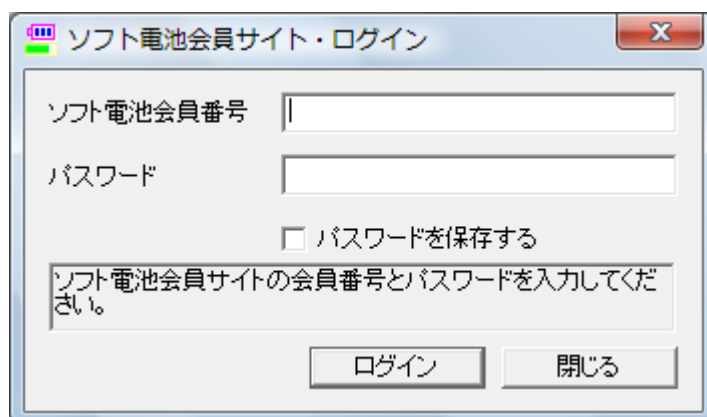 ソフト電池会員サイト・ログイン
ソフト電池会員番号
パスワード
パスワードを保存する
ソフト電池会員サイトの会員番号とパスワードを入力してくだ
さい。
ログイン
閉じる